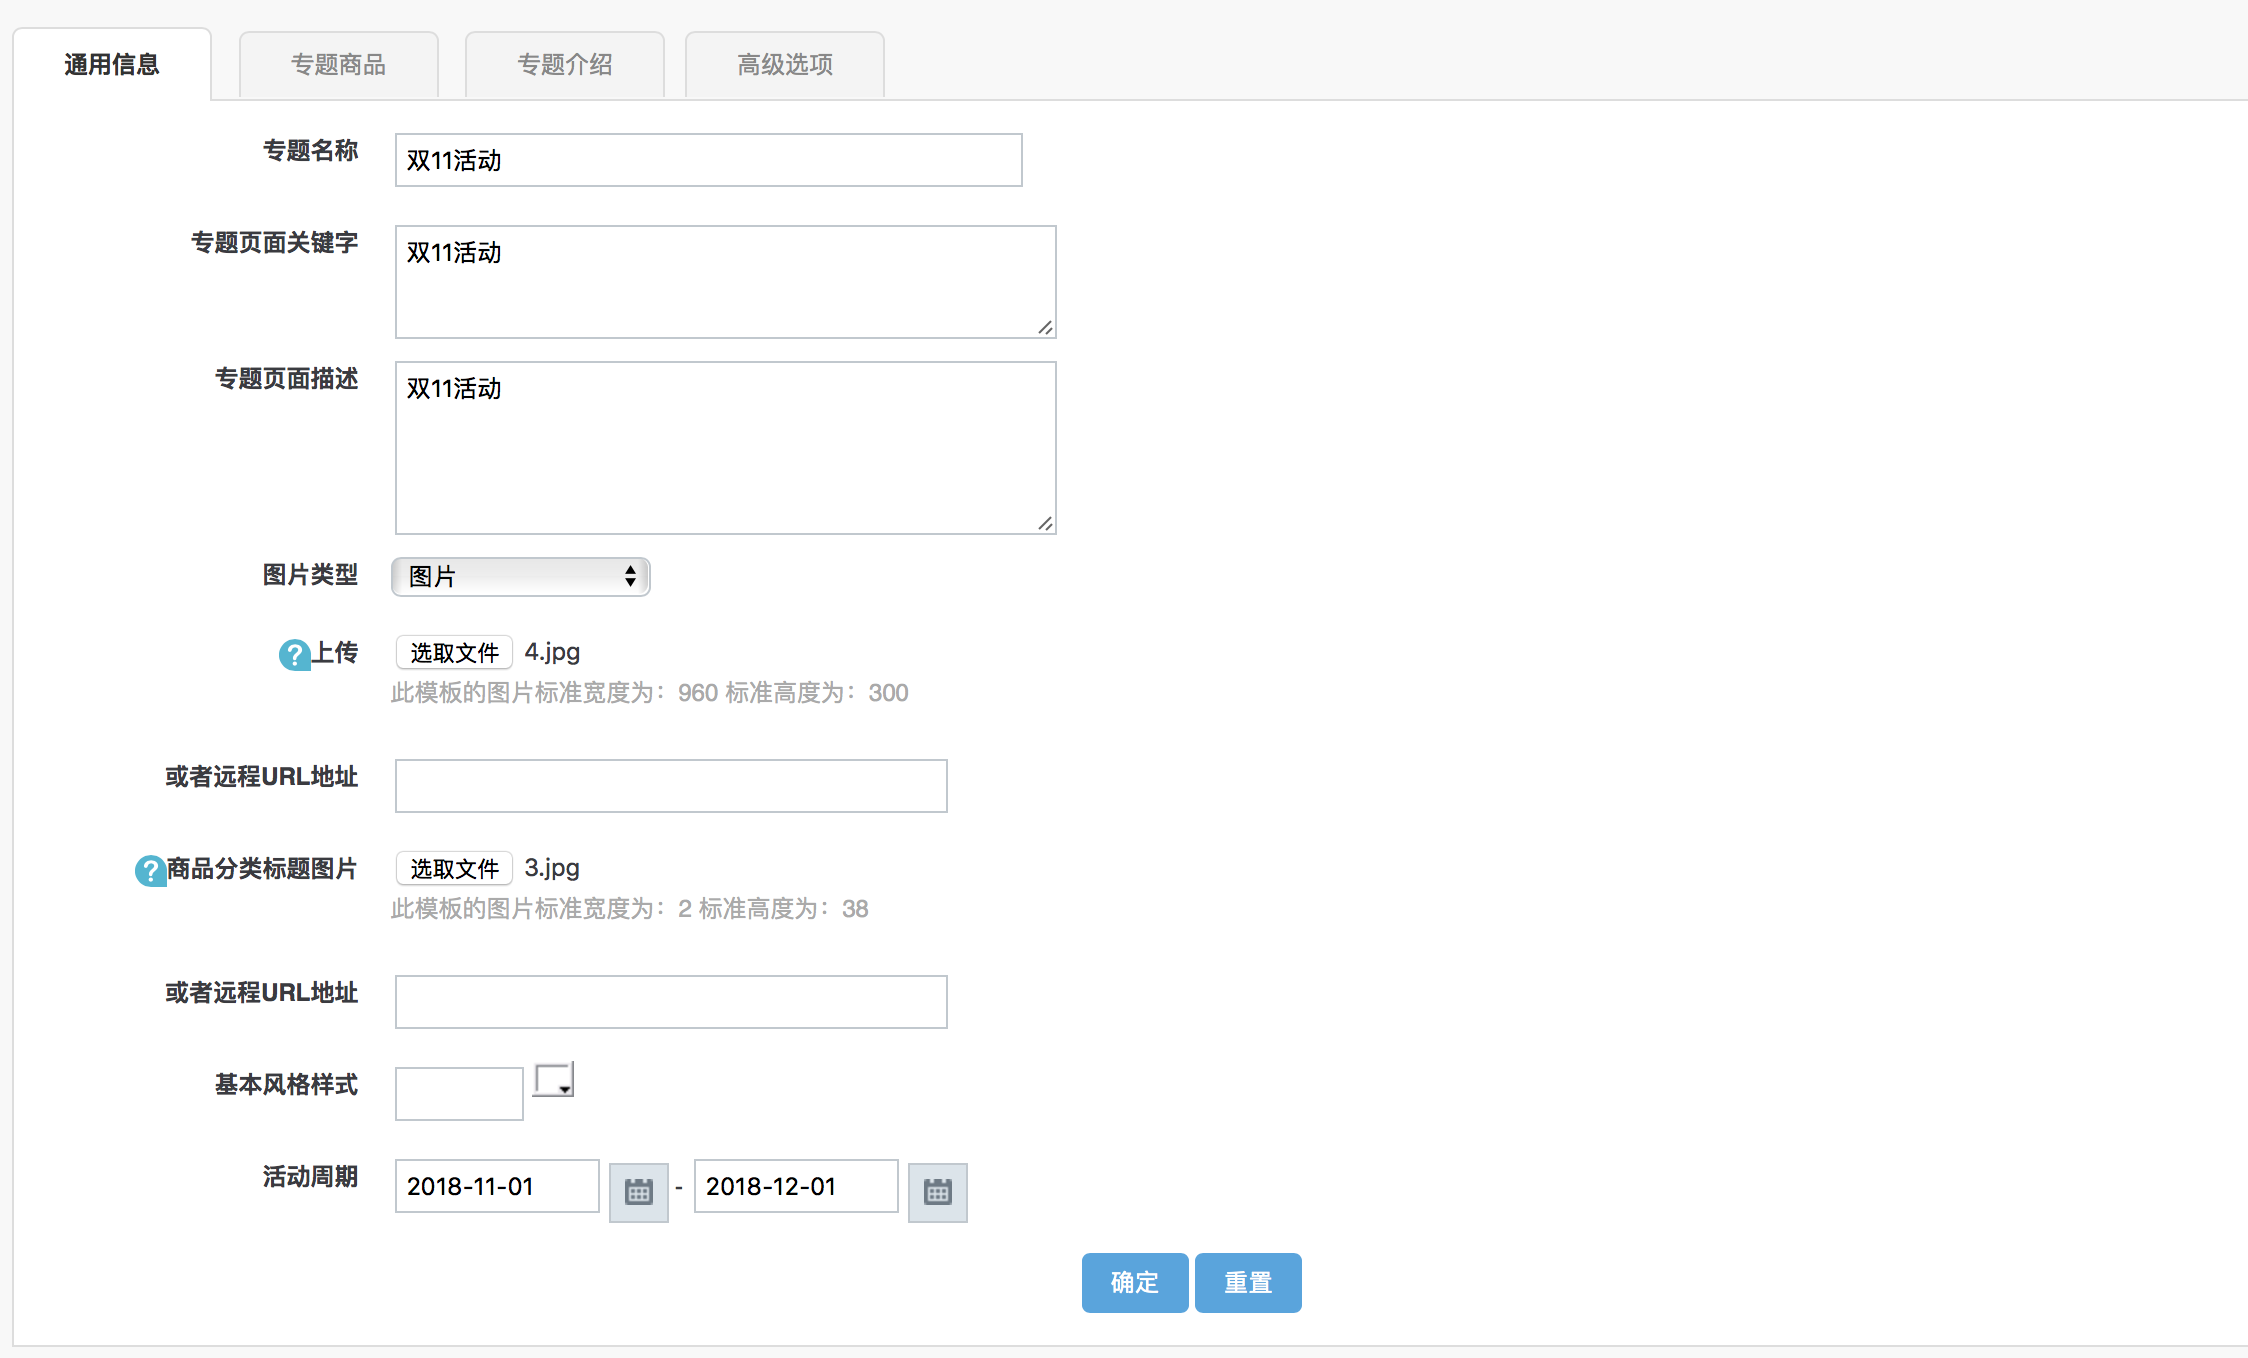 通用信息 专题商品 专题介绍 高级选项
专题名称 双11活动
专题页面关键字 双11活动
专题页面描述 双11活动
图片类型 图片
?上传 选取文件 4.jpg
此模板的图片标准宽度为：960 标准高度为：300
或者远程URL地址
?商品分类标题图片 选取文件 3.jpg
此模板的图片标准宽度为：2 标准高度为：38
或者远程URL地址
基本风格样式
活动周期 2018-11-01 - 2018-12-01
确定 重置